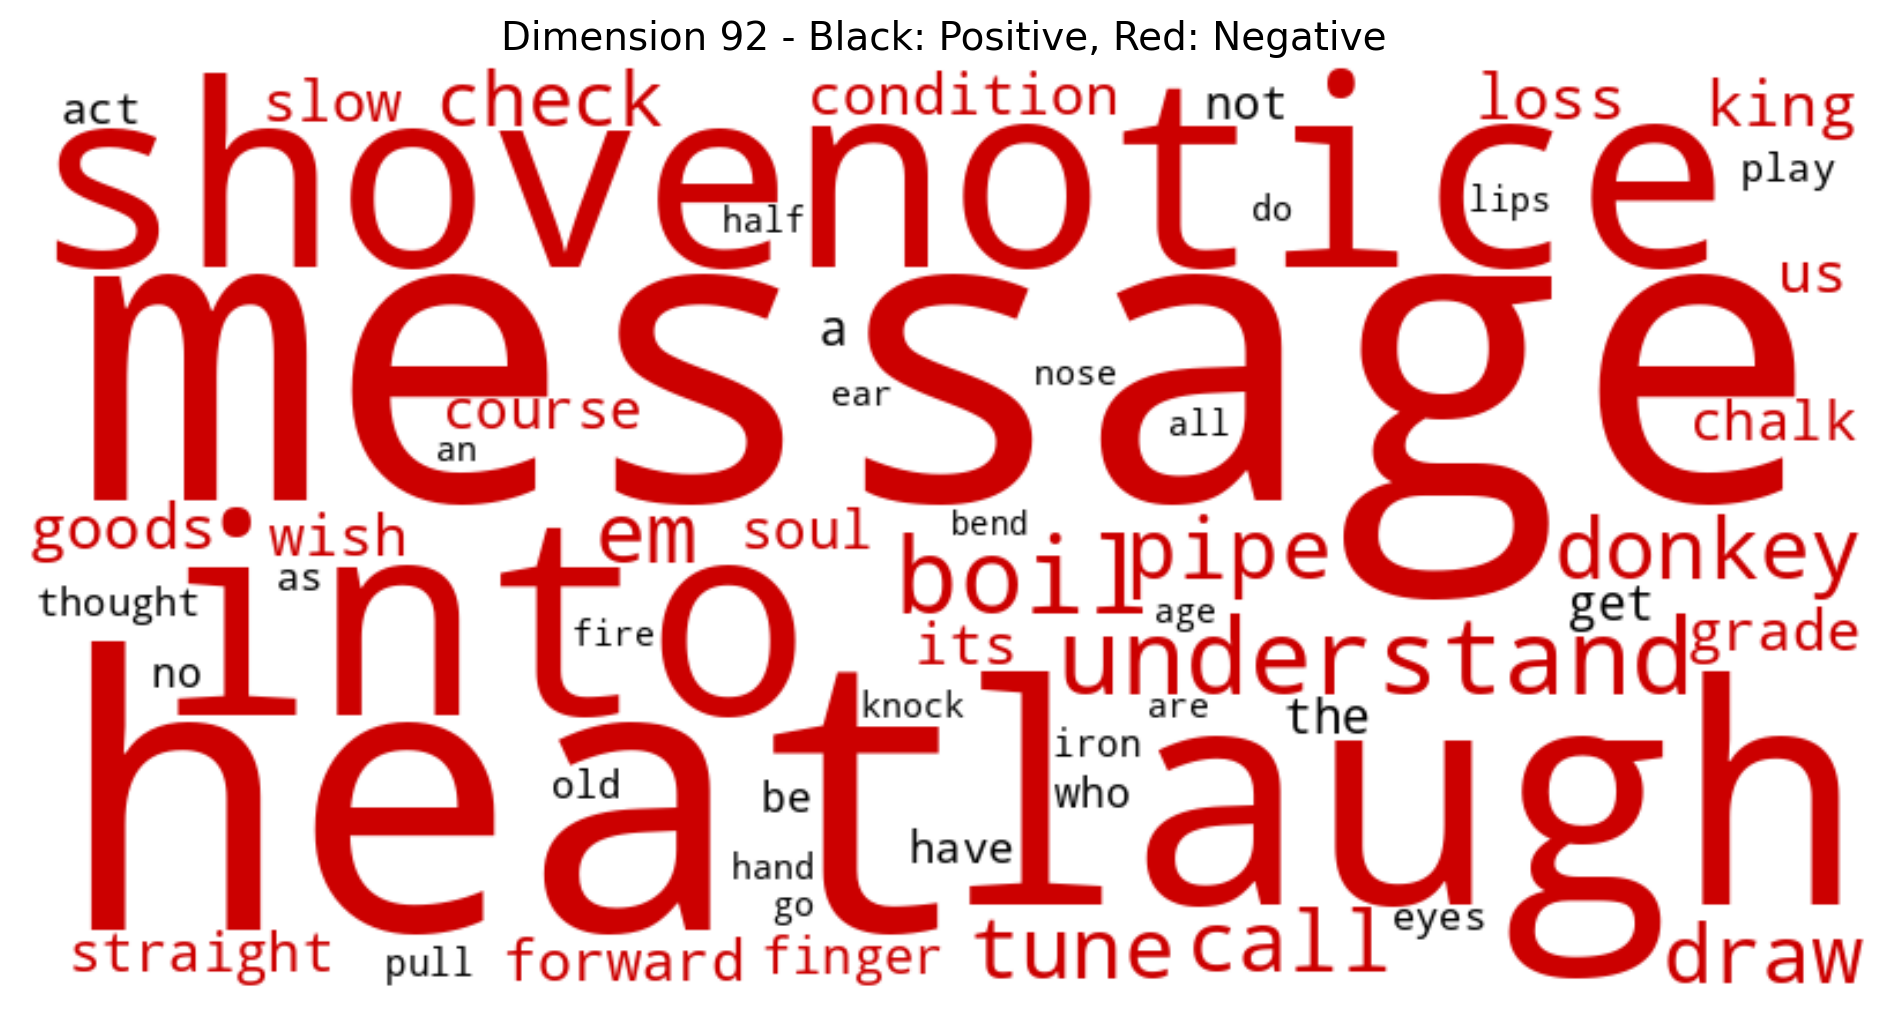 Dimension 92 - Black: Positive, Red: Negative
act slow check condition not loss king
shove notice play
half do lips
us
message
a
nose
ear
course all chalk
an
goods wish em soul bend pipe donkey
into boil
as
thought age get
fire its understand grade
no
knock are the
heat laugh
iron
old be who
have
hand
go
eyes
straight pull forward finger tune call draw